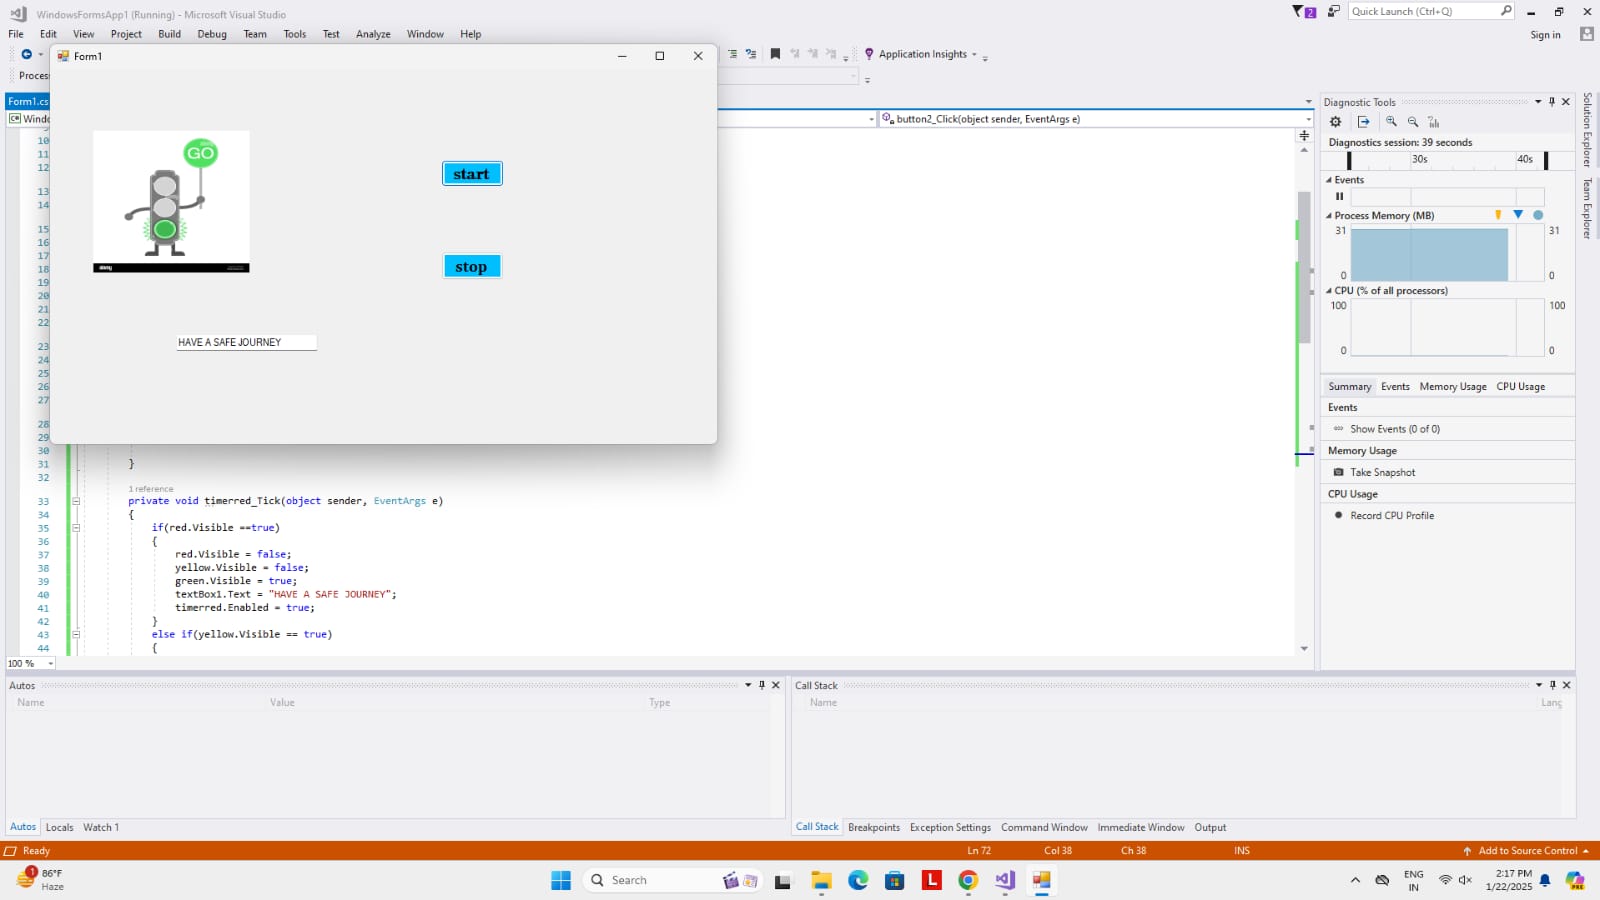 WindowsFormsApp1 (Running) - Microsoft Visual Studio
2
Quick Launch (Ctrl+Q)
File Edit View Project Build Debug Team Tools Test Analyze Window Help
Sign in
Form1
Application Insights
Proces
Form1.cs
Windo
button2_Click(object sender, EventArgs e)
GO
start
stop
HAVE A SAFE JOURNEY
10
11
12
13
14
15
16
17
18
19
20
21
22
23
24
25
26
27
28
29
30
31 }
32
1 reference
33 private void timerred_Tick(object sender, EventArgs e)
34 {
35 if(red.Visible ==true)
36 {
37 red.Visible = false;
38 yellow.Visible = false;
39 green.Visible = true;
40 textBox1.Text = "HAVE A SAFE JOURNEY";
41 timerred.Enabled = true;
42 }
43 else if(yellow.Visible == true)
44 {
100 %
Diagnostic Tools
Diagnostics session: 39 seconds
30s 40s
Events
Process Memory (MB)
31 31
0 0
CPU (% of all processors)
100 100
0 0
Summary Events Memory Usage CPU Usage
Events
Show Events (0 of 0)
Memory Usage
Take Snapshot
CPU Usage
Record CPU Profile
Solution Explorer
Team Explorer
Autos
Name Value Type
Autos Locals Watch 1
Call Stack
Name Lang
Call Stack Breakpoints Exception Settings Command Window Immediate Window Output
Ready
Ln 72 Col 38 Ch 38 INS
Add to Source Control
1
86°F
Haze
Search
L
ENG
IN
2:17 PM
1/22/2025
PRE